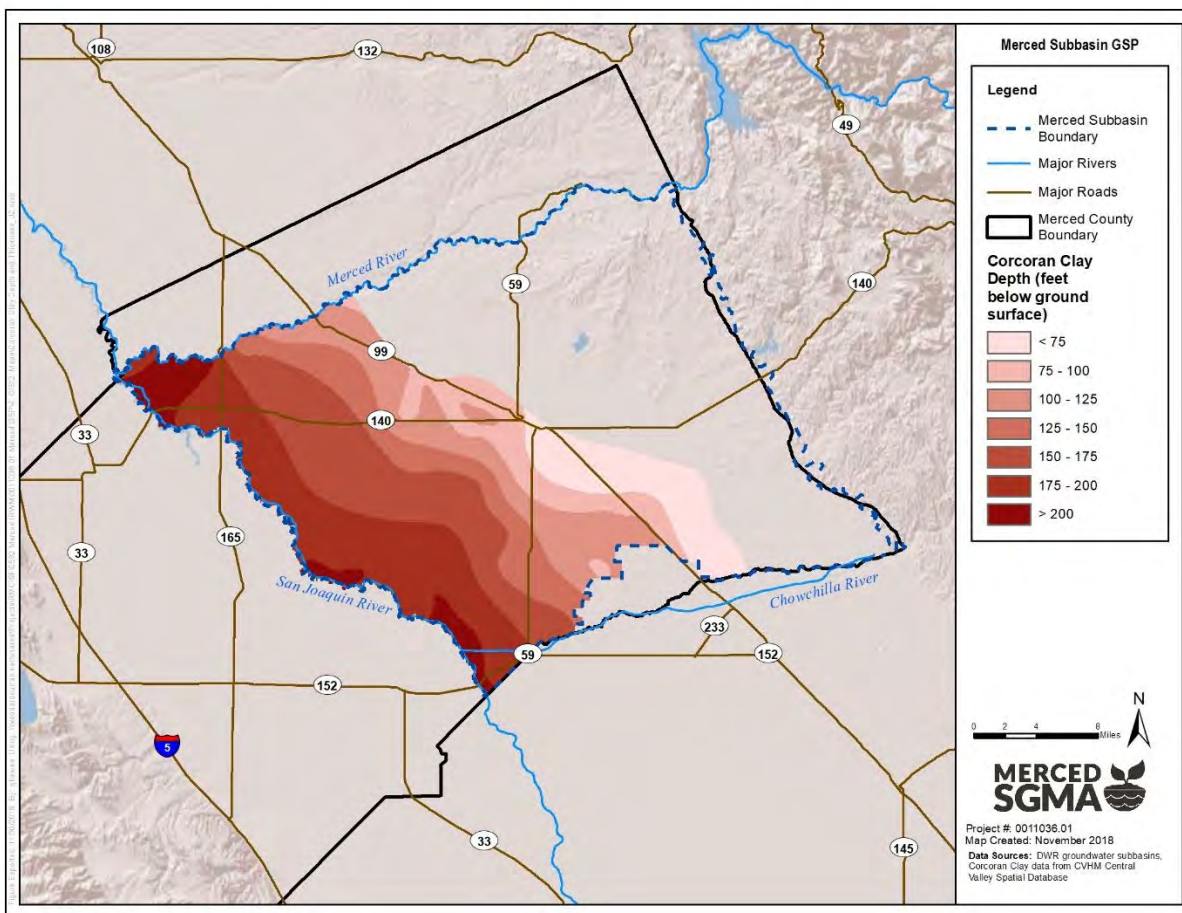 Merced Subbasin GSP
Legend
Merced Subbasin
Boundary
Major Rivers
Major Roads
Merced County
Boundary
Corcoran Clay
Depth (feet
below ground
surface)
< 75
75 - 100
100 - 125
125 - 150
150 - 175
175 - 200
> 200
108
132
49
Merced River
59
140
99
140
33
165
33
San Joaquin River
Chowchilla River
233
59
152
152
5
33
145
N
0 2 4 8
Miles
MERCED
SGMA
Project #: 0011036.01
Map Created: November 2018
Data Sources: DWR groundwater subbasins,
Corcoran Clay data from CVHM Central
Valley Spatial Database